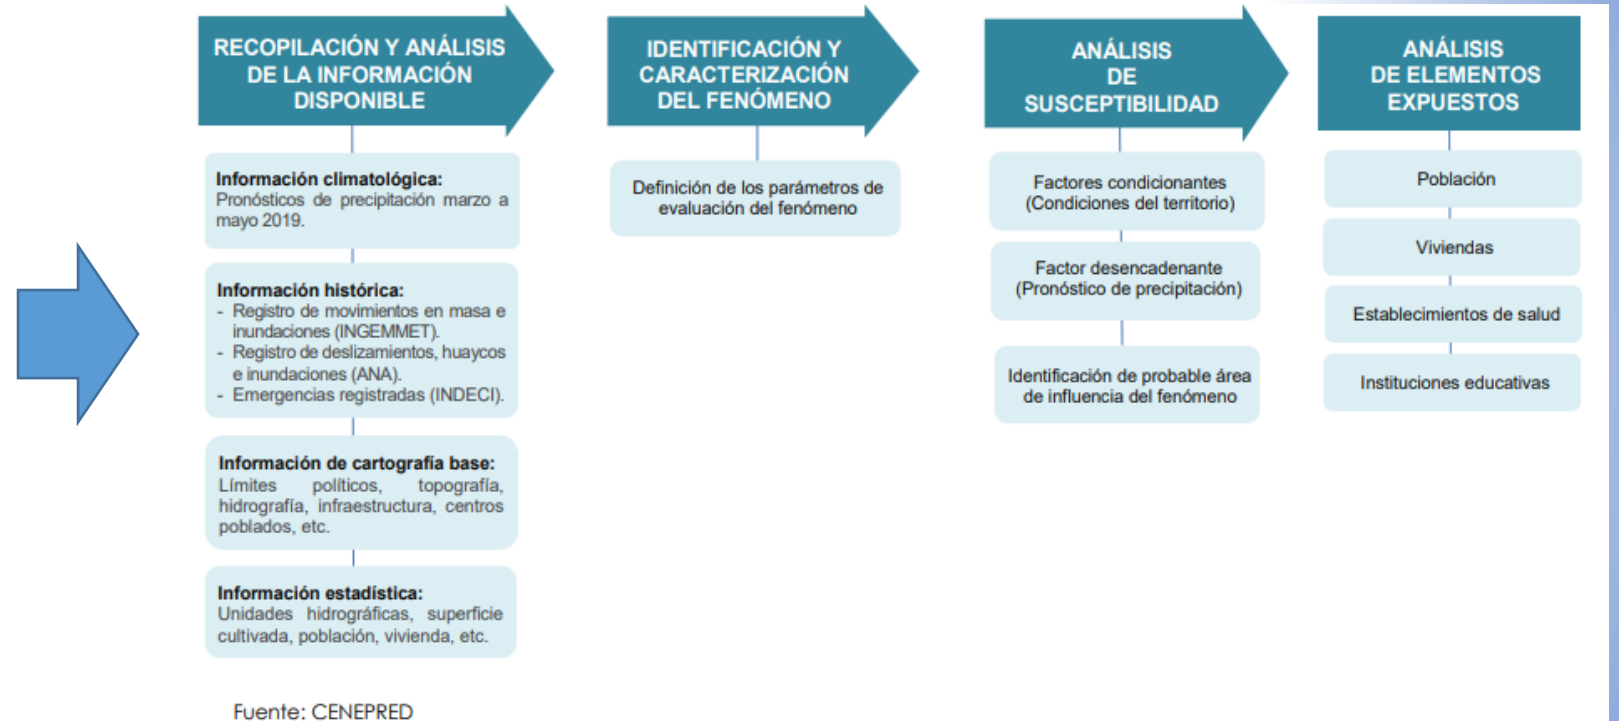 RECOPILACIÓN Y ANÁLISIS
DE LA INFORMACIÓN
DISPONIBLE
Información climatológica:
Pronósticos de precipitación marzo a
mayo 2019.
Información histórica:
- Registro de movimientos en masa e
inundaciones (INGEMMET).
- Registro de deslizamientos, huaycos
e inundaciones (ANA).
- Emergencias registradas (INDECI).
Información de cartografía base:
Límites políticos, topografía,
hidrografía, infraestructura, centros
poblados, etc.
Información estadística:
Unidades hidrográficas, superficie
cultivada, población, vivienda, etc.
IDENTIFICACIÓN Y
CARACTERIZACIÓN
DEL FENÓMENO
Definición de los parámetros de
evaluación del fenómeno
ANÁLISIS
DE
SUSCEPTIBILIDAD
Factores condicionantes
(Condiciones del territorio)
Factor desencadenante
(Pronóstico de precipitación)
Identificación de probable área
de influencia del fenómeno
ANÁLISIS
DE ELEMENTOS
EXPUESTOS
Población
Viviendas
Establecimientos de salud
Instituciones educativas
Fuente: CENEPRED